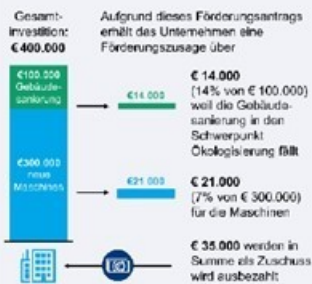 Gesamt-
investition:
€ 400.000
Aufgrund dieses Förderungsantrags
erhält das Unternehmen eine
Förderungszusage über
€100.000
Gebäude-
sanierung
€14.000
€ 14.000
(14% von € 100.000)
weil die Gebäude-
sanierung in den
Schwerpunkt
Ökologisierung fällt
€300.000
neue
Maschinen
€21 000
€ 21.000
(7% von € 300.000)
für die Maschinen
€ 35.000 werden in
Summe als Zuschuss
wird ausbezahlt